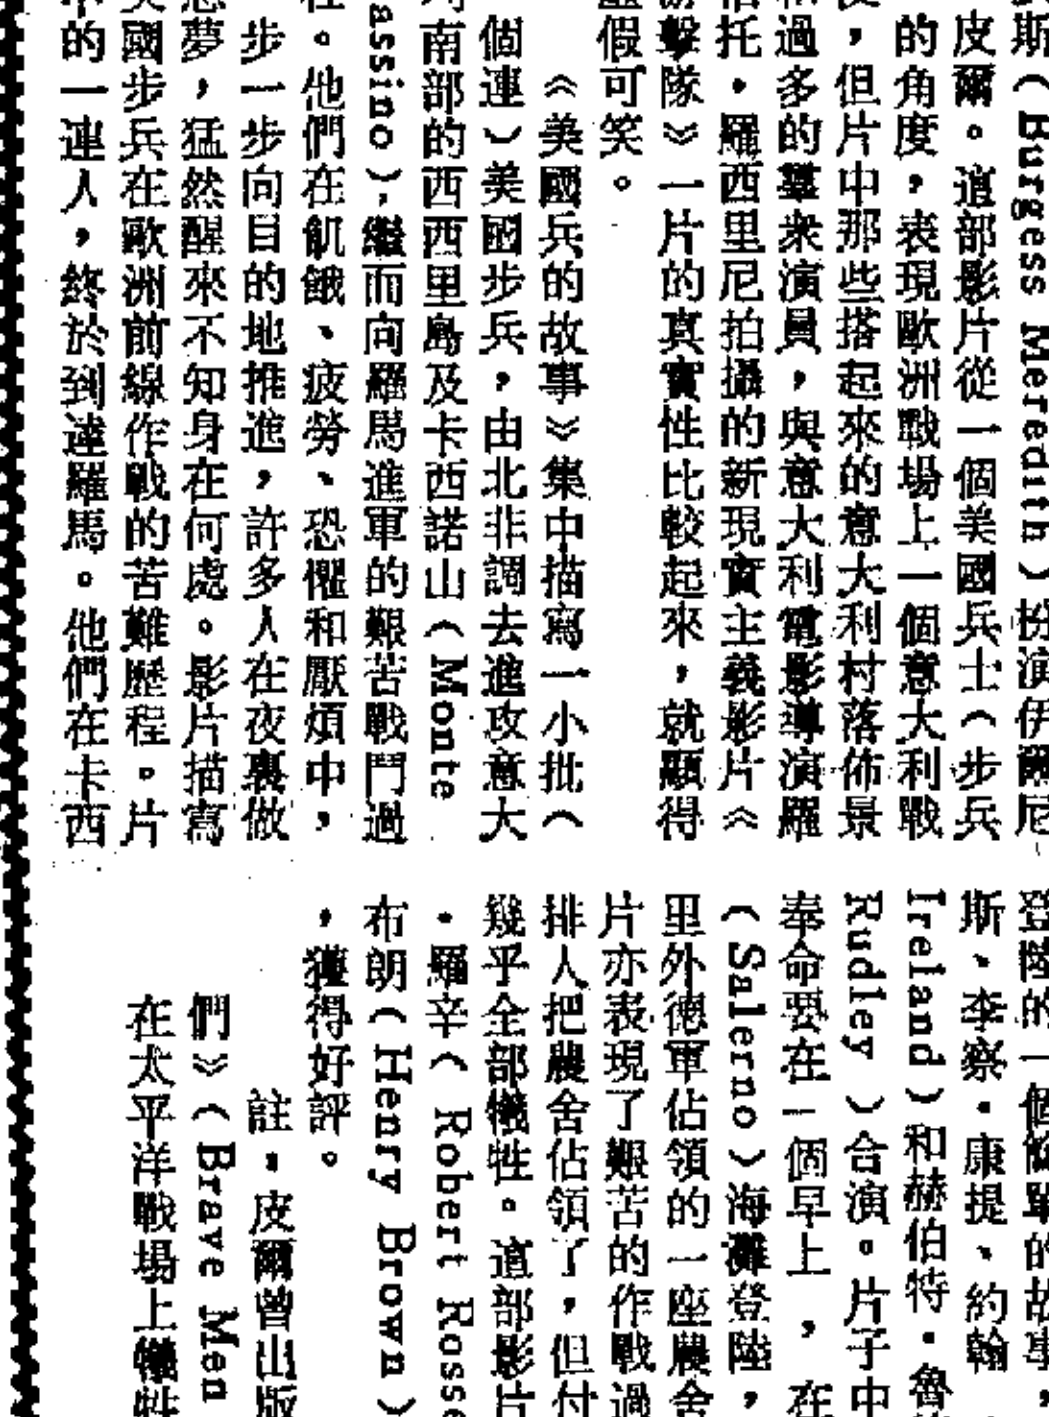 斯（Burgess Meredith）扮演伊爾尼
皮爾。這部影片從一個美國兵士（步兵
的角度，表現歐洲戰場上一個意大利戰
，但片中那些搭起來的意大利村落佈景
過多的羣衆演員，與意大利電影導演羅
托．羅西里尼拍攝的新現實主義影片《
擊隊》一片的真實性比較起來，就顯得
假可笑。
《美國兵的故事》集中描寫一小批（
個連）美國步兵，由北非調去進攻意大
南部的西西里島及卡西諾山（Monte
assino），繼而向羅馬進軍的艱苦戰鬥過
。他們在飢餓、疲勞、恐懼和厭煩中，
步一步向目的地推進，許多人在夜裏做
夢，猛然醒來不知身在何處。影片描寫
國步兵在歐洲前線作戰的苦難歷程。片
的一連人，終於到達羅馬。他們在卡西
登陸的一個簡單的故事，
斯、李察．康提、約翰
Ireland）和赫伯特．魯
Rudley）合演。片子中
奉命要在一個早上，在
（Salerno）海灘登陸，
里外德軍佔領的一座農舍
片亦表現了艱苦的作戰過
排人把農舍佔領了，但付
幾乎全部犧牲。這部影片
．羅辛（Robert Rosse
布朗（Henry Brown）
，獲得好評。
註．皮爾曾出版
們》（Brave Men
在太平洋戰場上犧牲